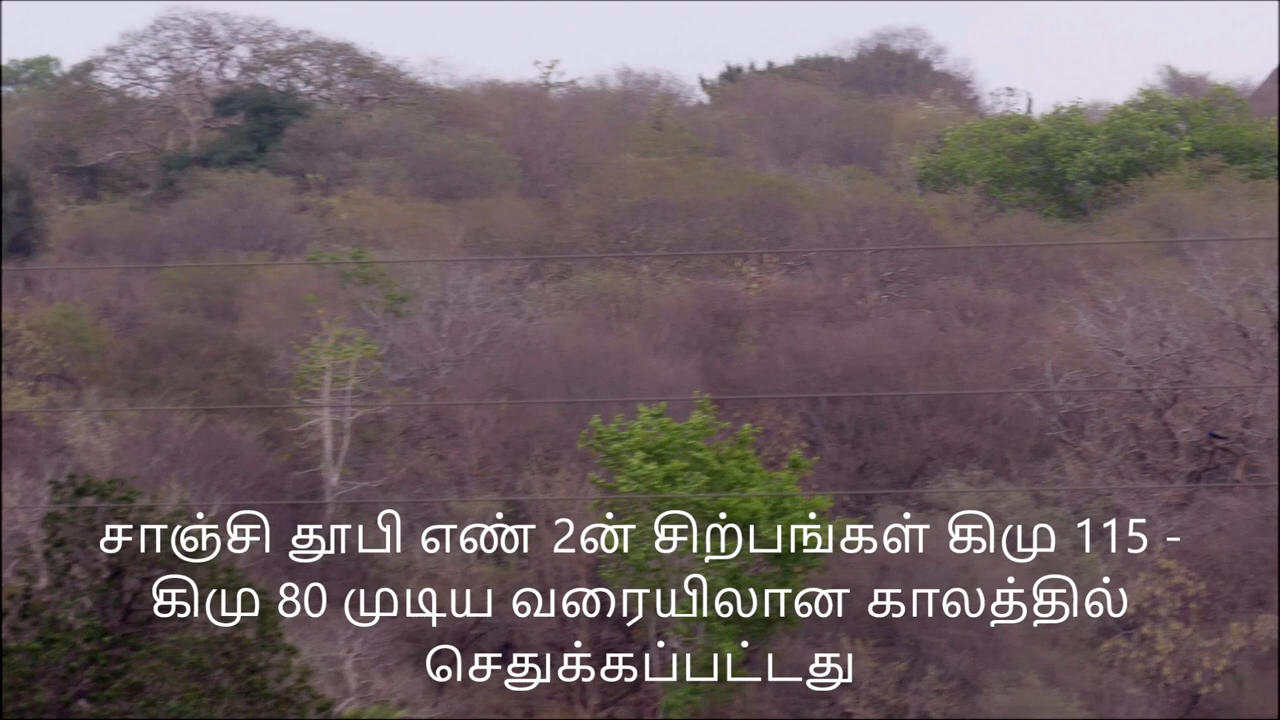 சாஞ்சி தூபி எண் 2ன் சிற்பங்கள் கிமு 115 -
கிமு 80 முடிய வரையிலான காலத்தில்
செதுக்கப்பட்டது